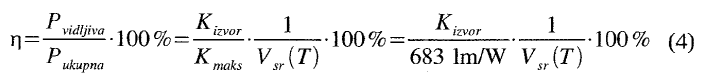 η = P_vidljiva / P_ukupna · 100 % = K_izvor / K_maks · 1 / V_sr (T) · 100 % = K_izvor / 683 lm/W · 1 / V_sr (T) · 100 % (4)